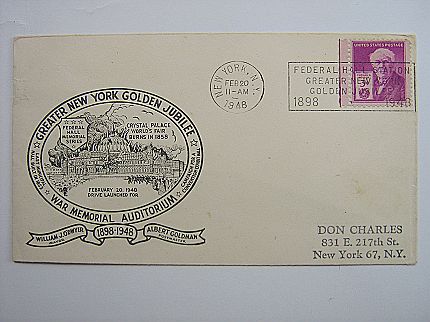 GREATER NEW YORK GOLDEN JUBILEE
FEDERAL
HALL
MEMORIAL
CRYSTAL PALACE
WORLD'S FAIR
BURNS IN 1858
FEBRUARY 20, 1948
DRIVE LAUNCHED FOR
WAR MEMORIAL AUDITORIUM
WILLIAM J. O'DWYER
MAYOR
1898-1948
ALBERT GOLDMAN
POSTMASTER
NEW YORK, N.Y.
FEB 20
11-AM
1948
FEDERAL HALL STATION
GREATER NEW YORK
GOLDEN JUBILEE
1898 1948
UNITED STATES POSTAGE
DON CHARLES
831 E. 217th St.
New York 67, N.Y.